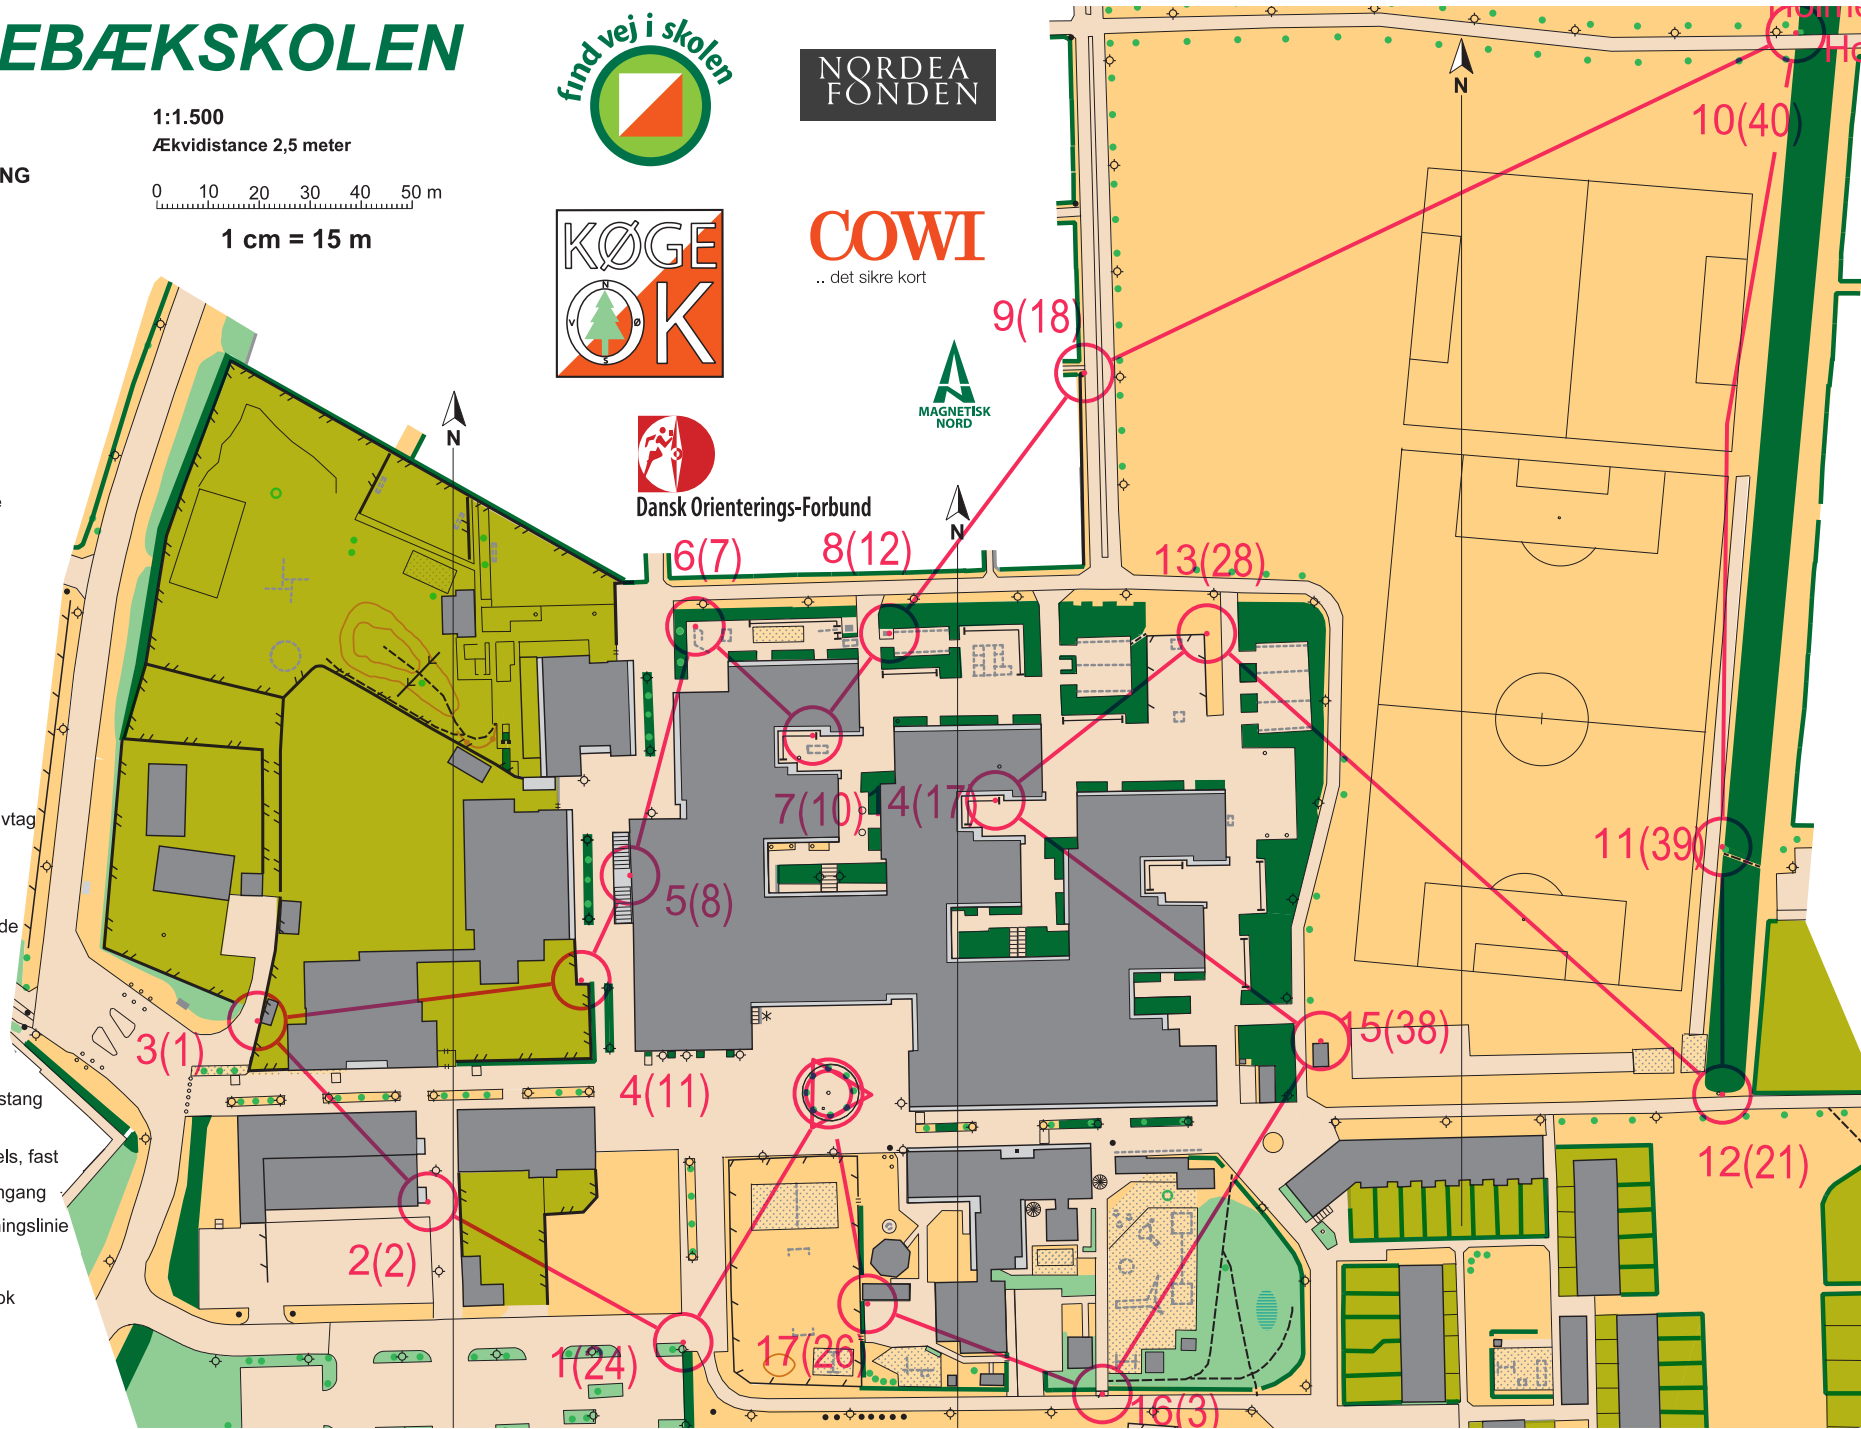 EBÆKSKOLEN
1:1.500
Ækvidistance 2,5 meter
NG
0 10 20 30 40 50 m
1 cm = 15 m
find vej i skolen
NORDEA
FONDEN
KØGE
OK
N
V
Ø
S
COWI
.. det sikre kort
MAGNETISK
NORD
Dansk Orienterings-Forbund
N
N
N
10(40)
9(18)
6(7)
8(12)
13(28)
7(10)
14(17)
11(39)
5(8)
15(38)
3(1)
4(11)
12(21)
2(2)
1(24)
17(26)
16(3)
vtag
de
stang
els, fast
ngang
ningslinie
ok